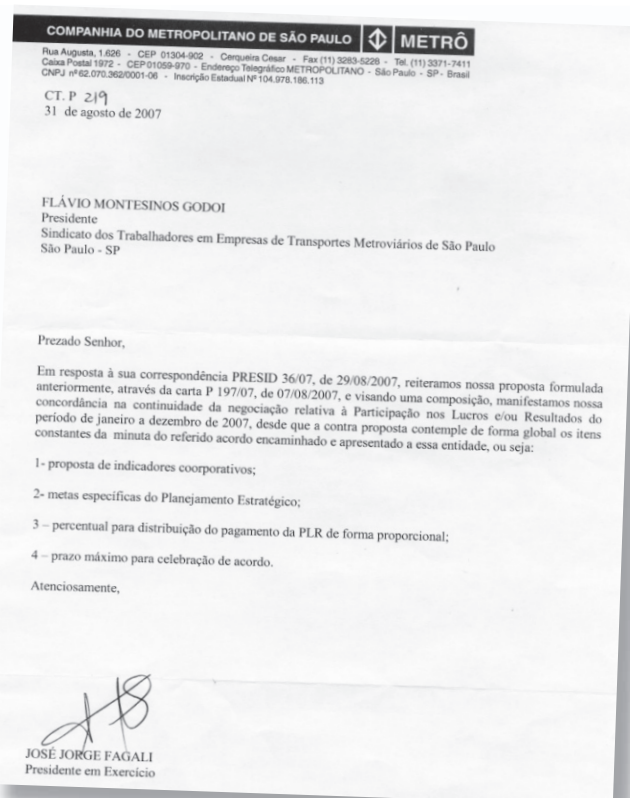 COMPANHIA DO METROPOLITANO DE SÃO PAULO METRÔ
Rua Augusta, 1.626 - CEP 01304-902 - Cerqueira Cesar - Fax (11) 3283-5228 - Tel. (11) 3371-7411
Caixa Postal 1972 - CEP 01059-970 - Endereço Telegráfico METROPOLITANO - São Paulo - SP - Brasil
CNPJ nº 62.070.362/0001-06 - Inscrição Estadual Nº 104.978.186.113
CT. P 219
31 de agosto de 2007
FLÁVIO MONTESINOS GODOI
Presidente
Sindicato dos Trabalhadores em Empresas de Transportes Metroviários de São Paulo
São Paulo - SP
Prezado Senhor,
Em resposta à sua correspondência PRESID 36/07, de 29/08/2007, reiteramos nossa proposta formulada
anteriormente, através da carta P 197/07, de 07/08/2007, e visando uma composição, manifestamos nossa
concordância na continuidade da negociação relativa à Participação nos Lucros e/ou Resultados do
período de janeiro a dezembro de 2007, desde que a contra proposta contemple de forma global os itens
constantes da minuta do referido acordo encaminhado e apresentado a essa entidade, ou seja:
1- proposta de indicadores coorporativos;
2- metas especificas do Planejamento Estratégico;
3 – percentual para distribuição do pagamento da PLR de forma proporcional;
4 – prazo máximo para celebração de acordo.
Atenciosamente,
JOSÉ JORGE FAGALI
Presidente em Exercício